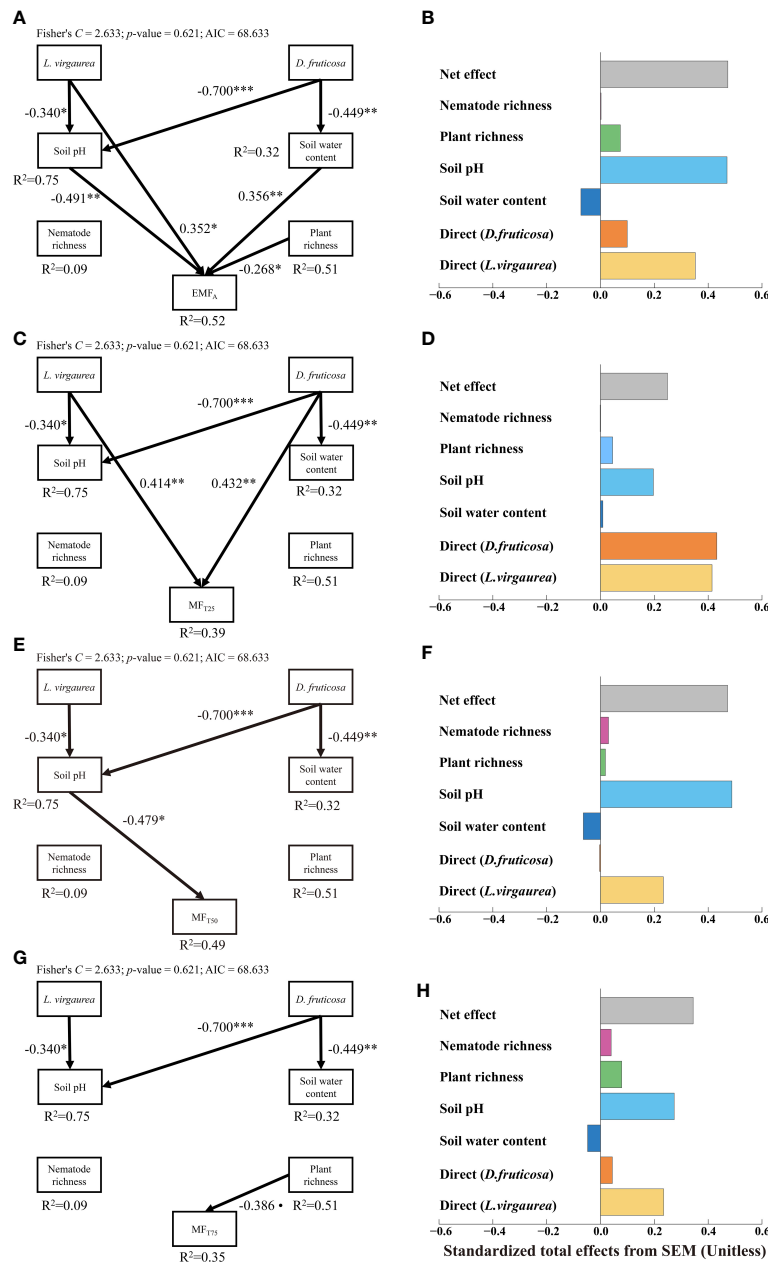 A
Fisher's C = 2.633; p-value = 0.621; AIC = 68.633
L. virgaurea
D. fruticosa
-0.700***
-0.340*
-0.449**
Soil pH
R²=0.32
Soil water content
R²=0.75
-0.491**
0.356**
0.352*
Nematode richness
Plant richness
-0.268*
R²=0.09
R²=0.51
EMF_A
R²=0.52
B
Net effect
Nematode richness
Plant richness
Soil pH
Soil water content
Direct (D.fruticosa)
Direct (L.virgaurea)
−0.6 −0.4 −0.2 0.0 0.2 0.4 0.6
C
Fisher's C = 2.633; p-value = 0.621; AIC = 68.633
L. virgaurea
D. fruticosa
-0.700***
-0.340*
-0.449**
Soil pH
Soil water content
R²=0.75
0.414**
0.432**
R²=0.32
Nematode richness
Plant richness
R²=0.09
R²=0.51
MF_T25
R²=0.39
D
Net effect
Nematode richness
Plant richness
Soil pH
Soil water content
Direct (D.fruticosa)
Direct (L.virgaurea)
−0.6 −0.4 −0.2 0.0 0.2 0.4 0.6
E
Fisher's C = 2.633; p-value = 0.621; AIC = 68.633
L. virgaurea
D. fruticosa
-0.700***
-0.340*
-0.449**
Soil pH
Soil water content
R²=0.75
R²=0.32
-0.479*
Nematode richness
Plant richness
R²=0.09
R²=0.51
MF_T50
R²=0.49
F
Net effect
Nematode richness
Plant richness
Soil pH
Soil water content
Direct (D.fruticosa)
Direct (L.virgaurea)
−0.6 −0.4 −0.2 0.0 0.2 0.4 0.6
G
Fisher's C = 2.633; p-value = 0.621; AIC = 68.633
L. virgaurea
D. fruticosa
-0.700***
-0.340*
-0.449**
Soil pH
Soil water content
R²=0.75
R²=0.32
Nematode richness
Plant richness
R²=0.09
-0.386 •
R²=0.51
MF_T75
R²=0.35
H
Net effect
Nematode richness
Plant richness
Soil pH
Soil water content
Direct (D.fruticosa)
Direct (L.virgaurea)
−0.6 −0.4 −0.2 0.0 0.2 0.4 0.6
Standardized total effects from SEM (Unitless)